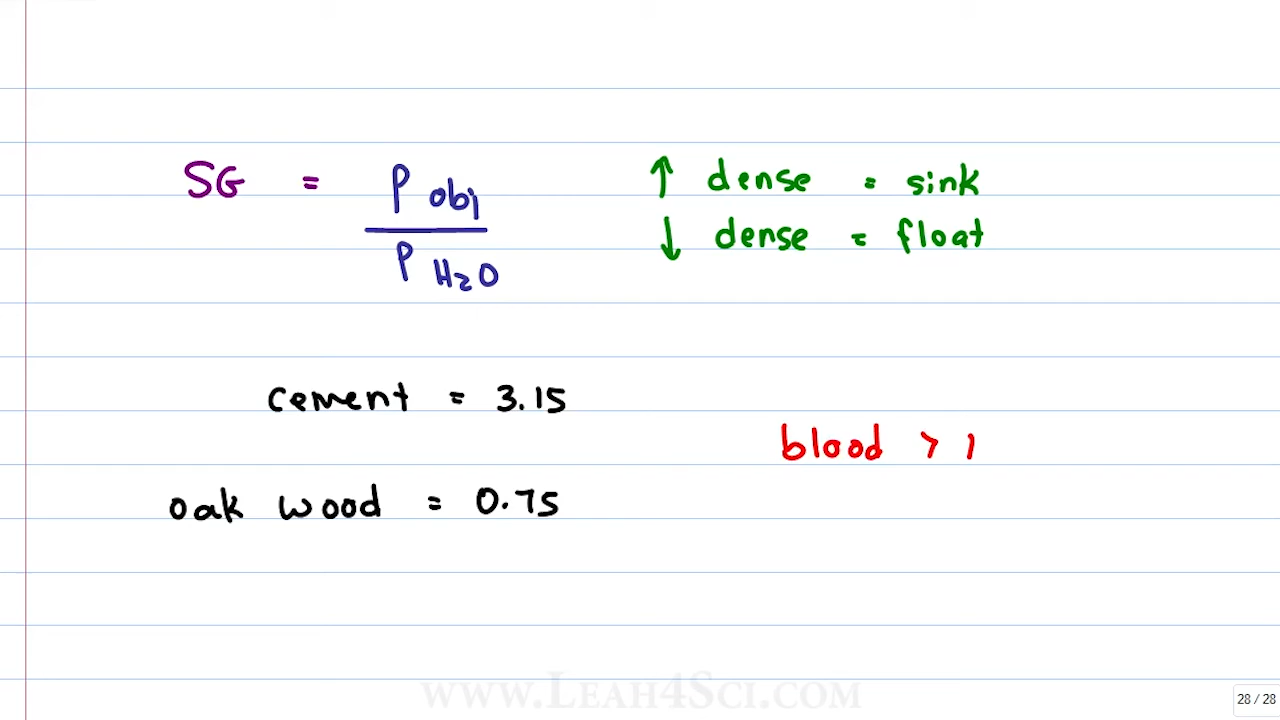 SG = ρ obj / ρ H₂O
↑ dense = sink
↓ dense = float
cement = 3.15
blood > 1
oak wood = 0.75
www.Leah4Sci.com
28 / 28